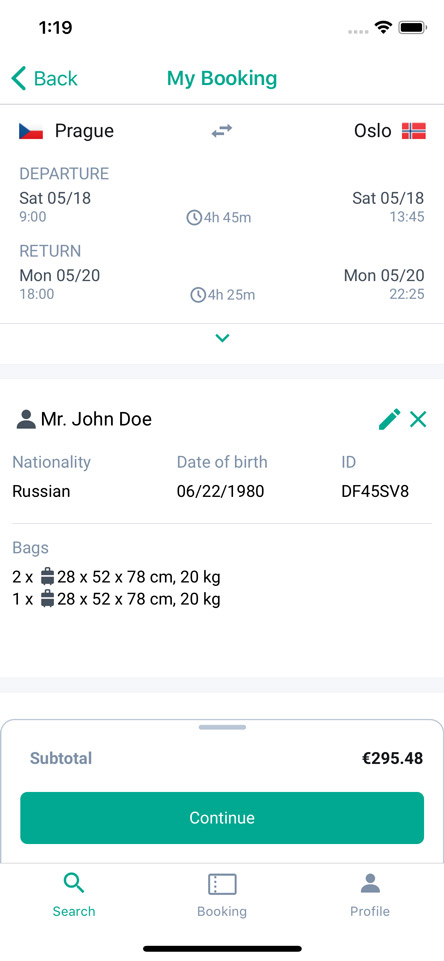 1:19
Back
My Booking
Prague
Oslo
DEPARTURE
Sat 05/18
Sat 05/18
9:00
4h 45m
13:45
RETURN
Mon 05/20
Mon 05/20
18:00
4h 25m
22:25
Mr. John Doe
Nationality
Date of birth
ID
Russian
06/22/1980
DF45SV8
Bags
2 x 28 x 52 x 78 cm, 20 kg
1 x 28 x 52 x 78 cm, 20 kg
Subtotal
€295.48
Continue
Search
Booking
Profile